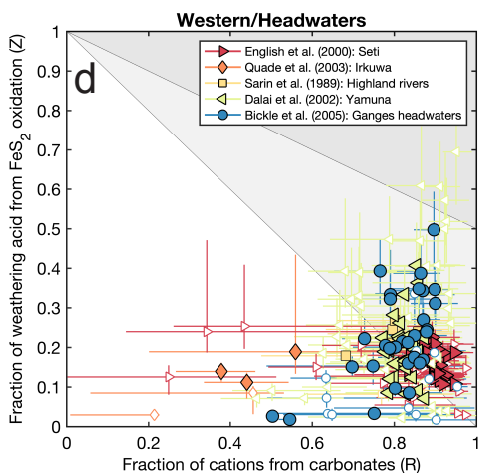 Western/Headwaters
d
English et al. (2000): Seti
Quade et al. (2003): Irkuwa
Sarin et al. (1989): Highland rivers
Dalai et al. (2002): Yamuna
Bickle et al. (2005): Ganges headwaters
Fraction of weathering acid from FeS2 oxidation (Z)
1
0.9
0.8
0.7
0.6
0.5
0.4
0.3
0.2
0.1
0
0
0.2
0.4
0.6
0.8
1
Fraction of cations from carbonates (R)